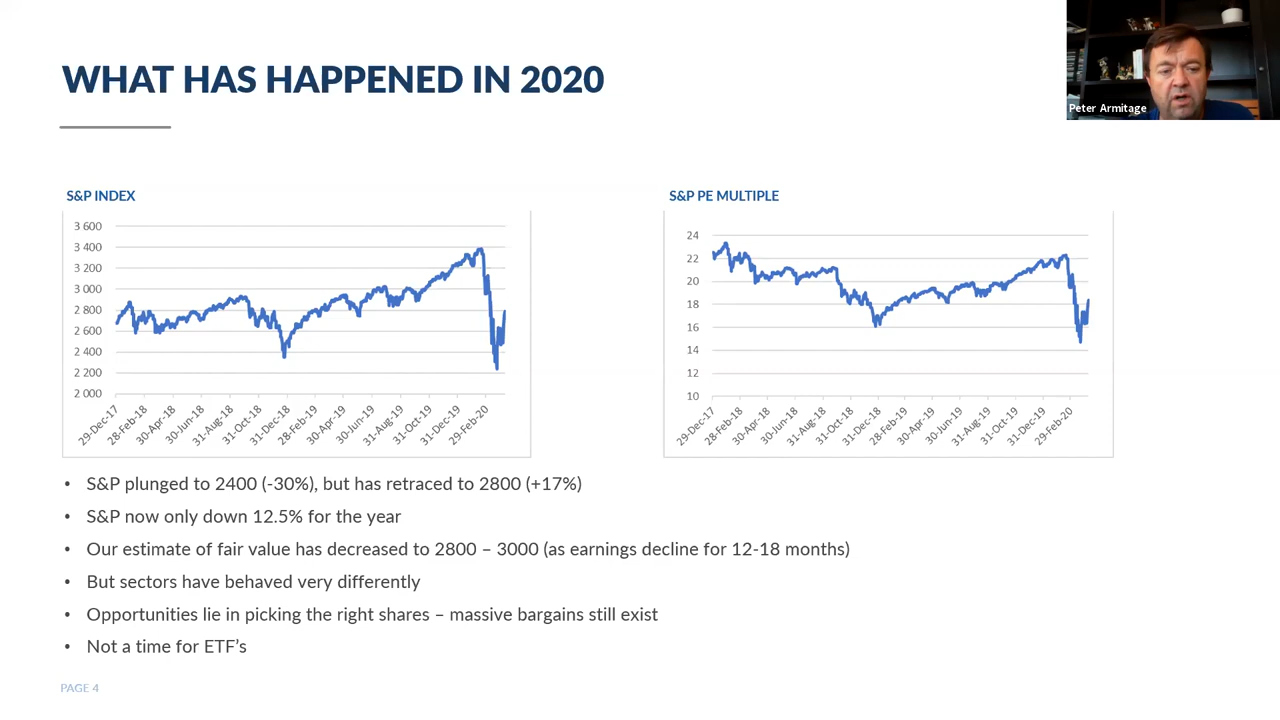 WHAT HAS HAPPENED IN 2020
Peter Armitage
S&P INDEX
3 600
3 400
3 200
3 000
2 800
2 600
2 400
2 200
2 000
29-Dec-17
28-Feb-18
30-Apr-18
30-Jun-18
31-Aug-18
31-Oct-18
31-Dec-18
28-Feb-19
30-Apr-19
30-Jun-19
31-Aug-19
31-Oct-19
31-Dec-19
29-Feb-20
S&P PE MULTIPLE
24
22
20
18
16
14
12
10
29-Dec-17
28-Feb-18
30-Apr-18
30-Jun-18
31-Aug-18
31-Oct-18
31-Dec-18
28-Feb-19
30-Apr-19
30-Jun-19
31-Aug-19
31-Oct-19
31-Dec-19
29-Feb-20
• S&P plunged to 2400 (-30%), but has retraced to 2800 (+17%)
• S&P now only down 12.5% for the year
• Our estimate of fair value has decreased to 2800 – 3000 (as earnings decline for 12-18 months)
• But sectors have behaved very differently
• Opportunities lie in picking the right shares – massive bargains still exist
• Not a time for ETF’s
PAGE 4